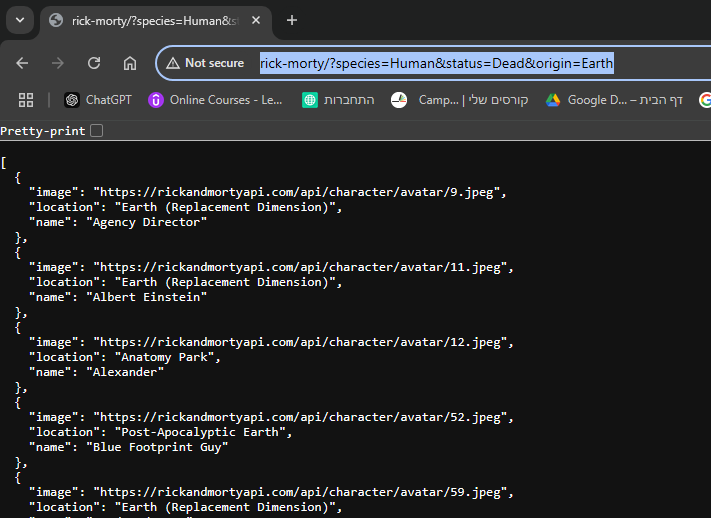 rick-morty/?species=Human&st
Not secure
rick-morty/?species=Human&status=Dead&origin=Earth
ChatGPT
Online Courses - Le...
התחברות
קורסים שלי | Camp...
דף הבית – Google D...
Pretty-print
[
{
"image": "https://rickandmortyapi.com/api/character/avatar/9.jpeg",
"location": "Earth (Replacement Dimension)",
"name": "Agency Director"
},
{
"image": "https://rickandmortyapi.com/api/character/avatar/11.jpeg",
"location": "Earth (Replacement Dimension)",
"name": "Albert Einstein"
},
{
"image": "https://rickandmortyapi.com/api/character/avatar/12.jpeg",
"location": "Anatomy Park",
"name": "Alexander"
},
{
"image": "https://rickandmortyapi.com/api/character/avatar/52.jpeg",
"location": "Post-Apocalyptic Earth",
"name": "Blue Footprint Guy"
},
{
"image": "https://rickandmortyapi.com/api/character/avatar/59.jpeg",
"location": "Earth (Replacement Dimension)",